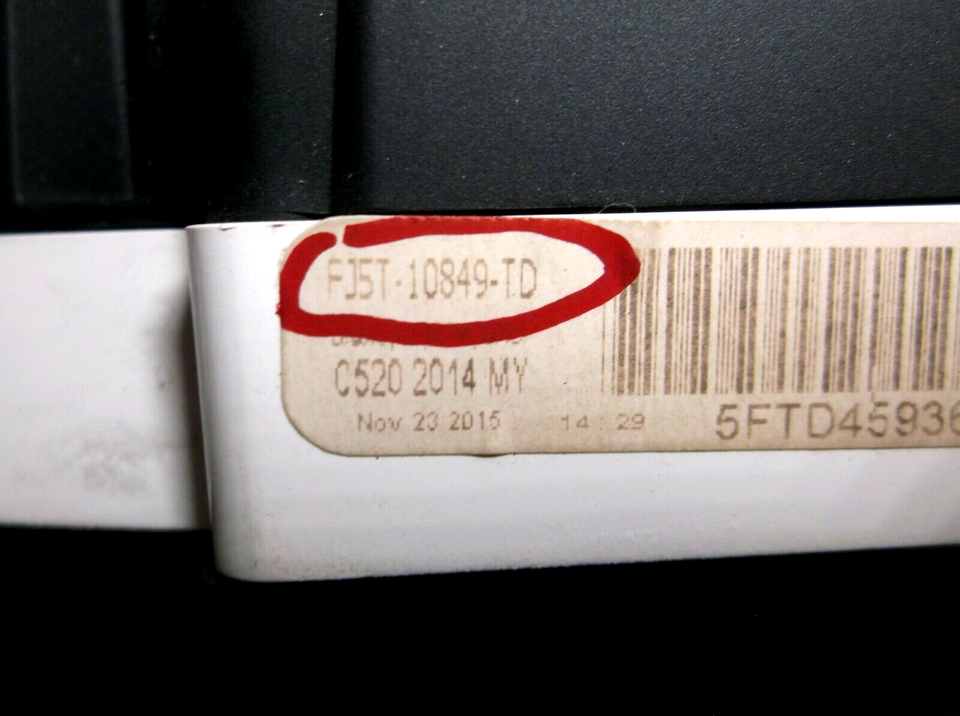 FJ5T-10849-TD
C520 2014 MY
Nov 23 2015 14:29
5FTD45936